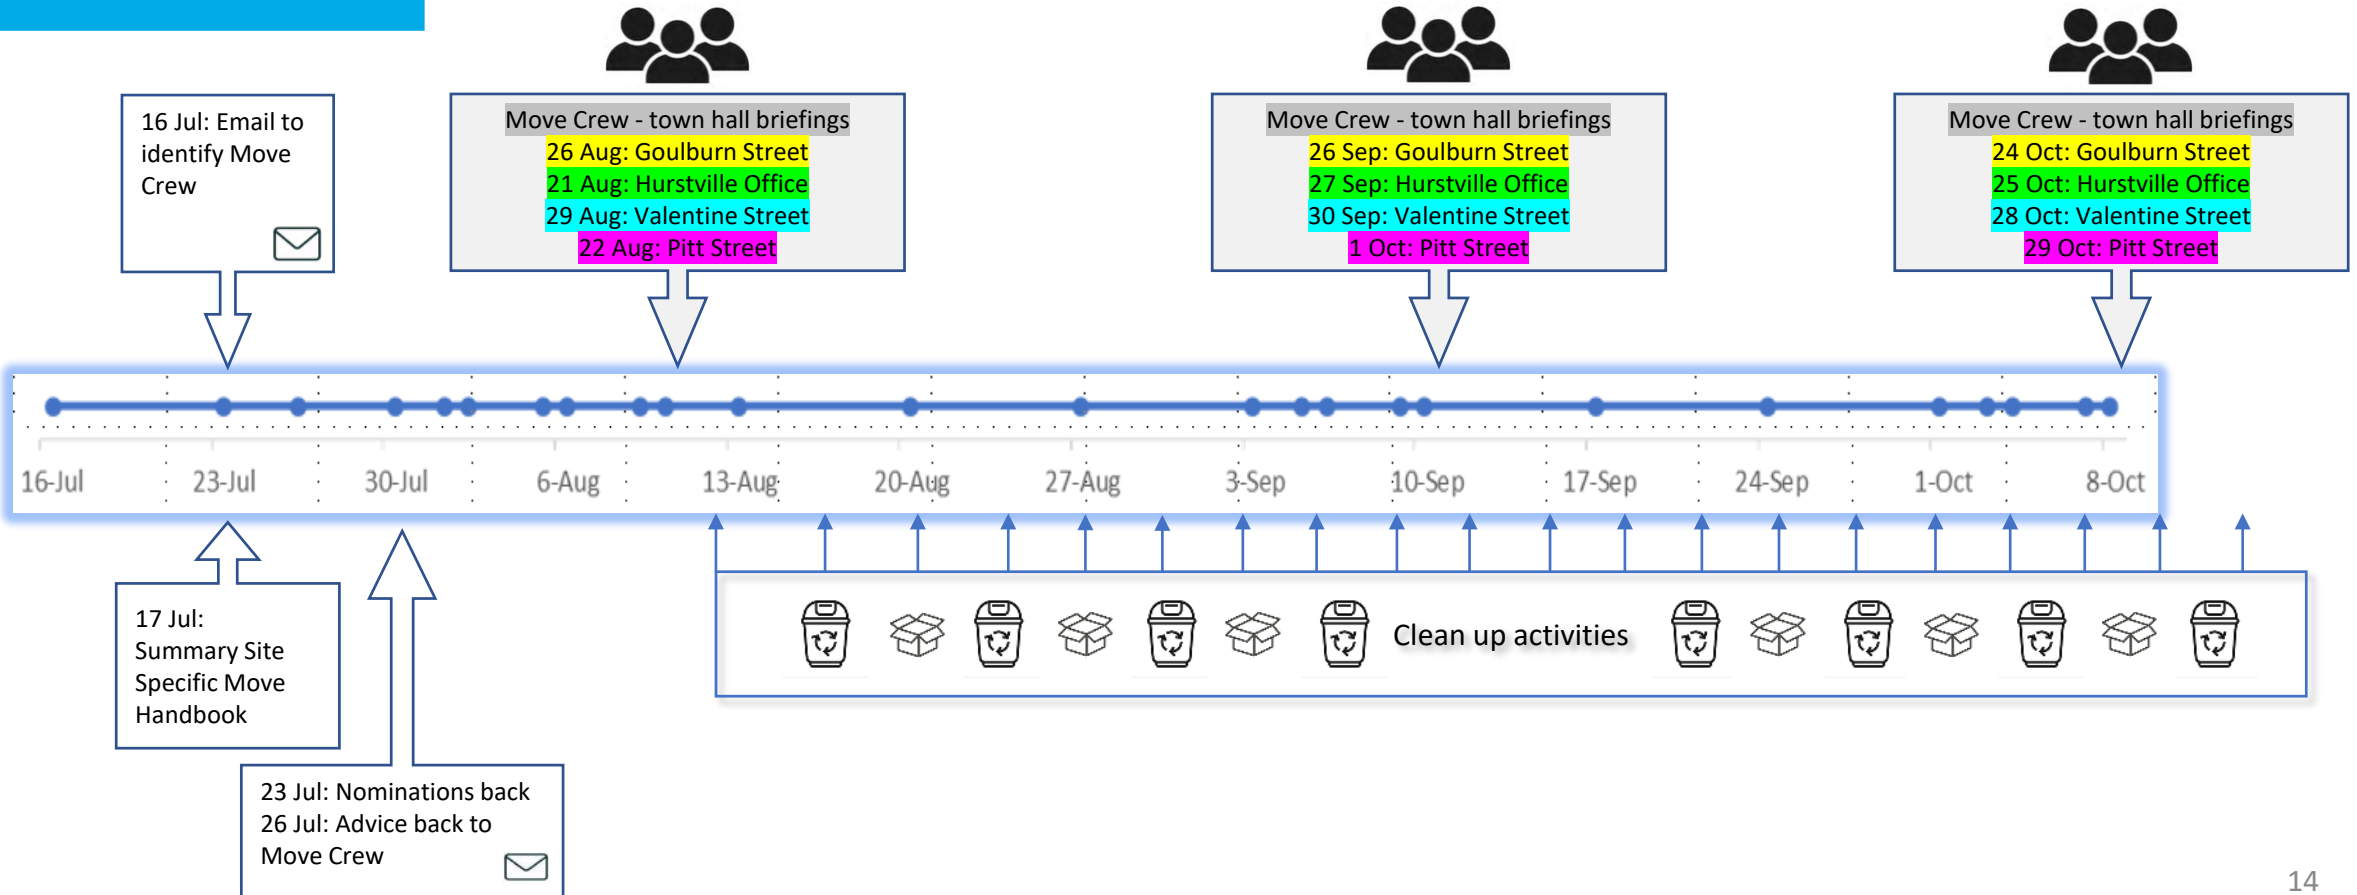 16 Jul: Email to
identify Move
Crew
Move Crew - town hall briefings
26 Aug: Goulburn Street
21 Aug: Hurstville Office
29 Aug: Valentine Street
22 Aug: Pitt Street
Move Crew - town hall briefings
26 Sep: Goulburn Street
27 Sep: Hurstville Office
30 Sep: Valentine Street
1 Oct: Pitt Street
Move Crew - town hall briefings
24 Oct: Goulburn Street
25 Oct: Hurstville Office
28 Oct: Valentine Street
29 Oct: Pitt Street
16-Jul
23-Jul
30-Jul
6-Aug
13-Aug
20-Aug
27-Aug
3-Sep
10-Sep
17-Sep
24-Sep
1-Oct
8-Oct
17 Jul:
Summary Site
Specific Move
Handbook
Clean up activities
23 Jul: Nominations back
26 Jul: Advice back to
Move Crew
14